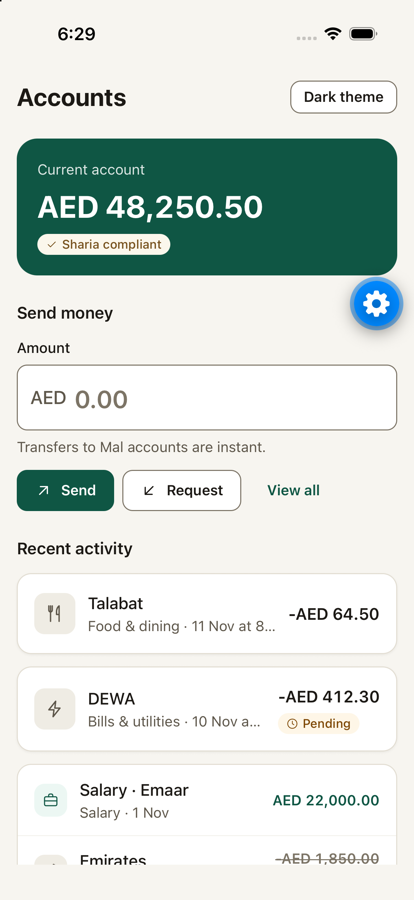 6:29
Accounts
Dark theme
Current account
AED 48,250.50
Sharia compliant
Send money
Amount
AED 0.00
Transfers to Mal accounts are instant.
Send
Request
View all
Recent activity
Talabat
-AED 64.50
Food & dining · 11 Nov at 8...
DEWA
-AED 412.30
Bills & utilities · 10 Nov a...
Pending
Salary · Emaar
AED 22,000.00
Salary · 1 Nov
Emirates
-AED 1,850.00